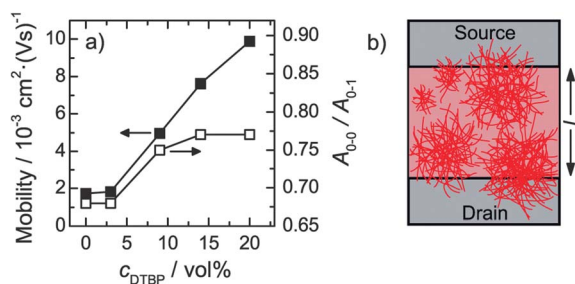 a)
Mobility / 10⁻³ cm²·(Vs)⁻¹
10
8
6
4
2
0
0.90
0.85
0.80
0.75
0.70
0.65
A₀₋₀ / A₀₋₁
0 5 10 15 20
c_DTBP / vol%
b)
Source
l
Drain